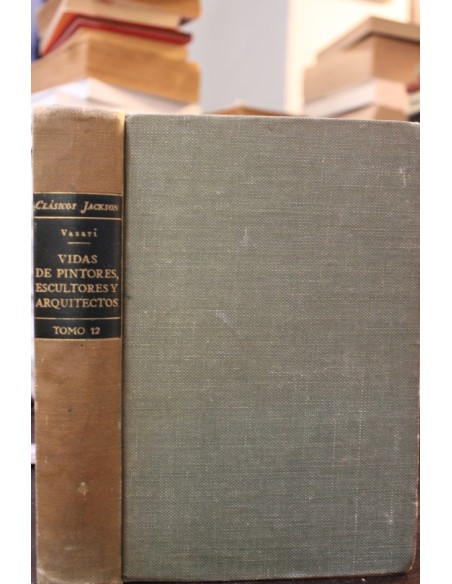 CLÁSICOS JACKSON
Vasari
VIDAS
DE PINTORES,
ESCULTORES Y
ARQUITECTOS
TOMO 12